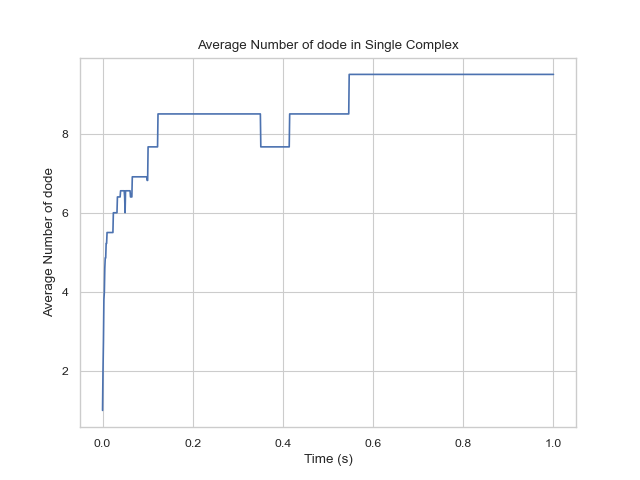 Average Number of dode in Single Complex
Average Number of dode
8
6
4
2
0.0 0.2 0.4 0.6 0.8 1.0
Time (s)